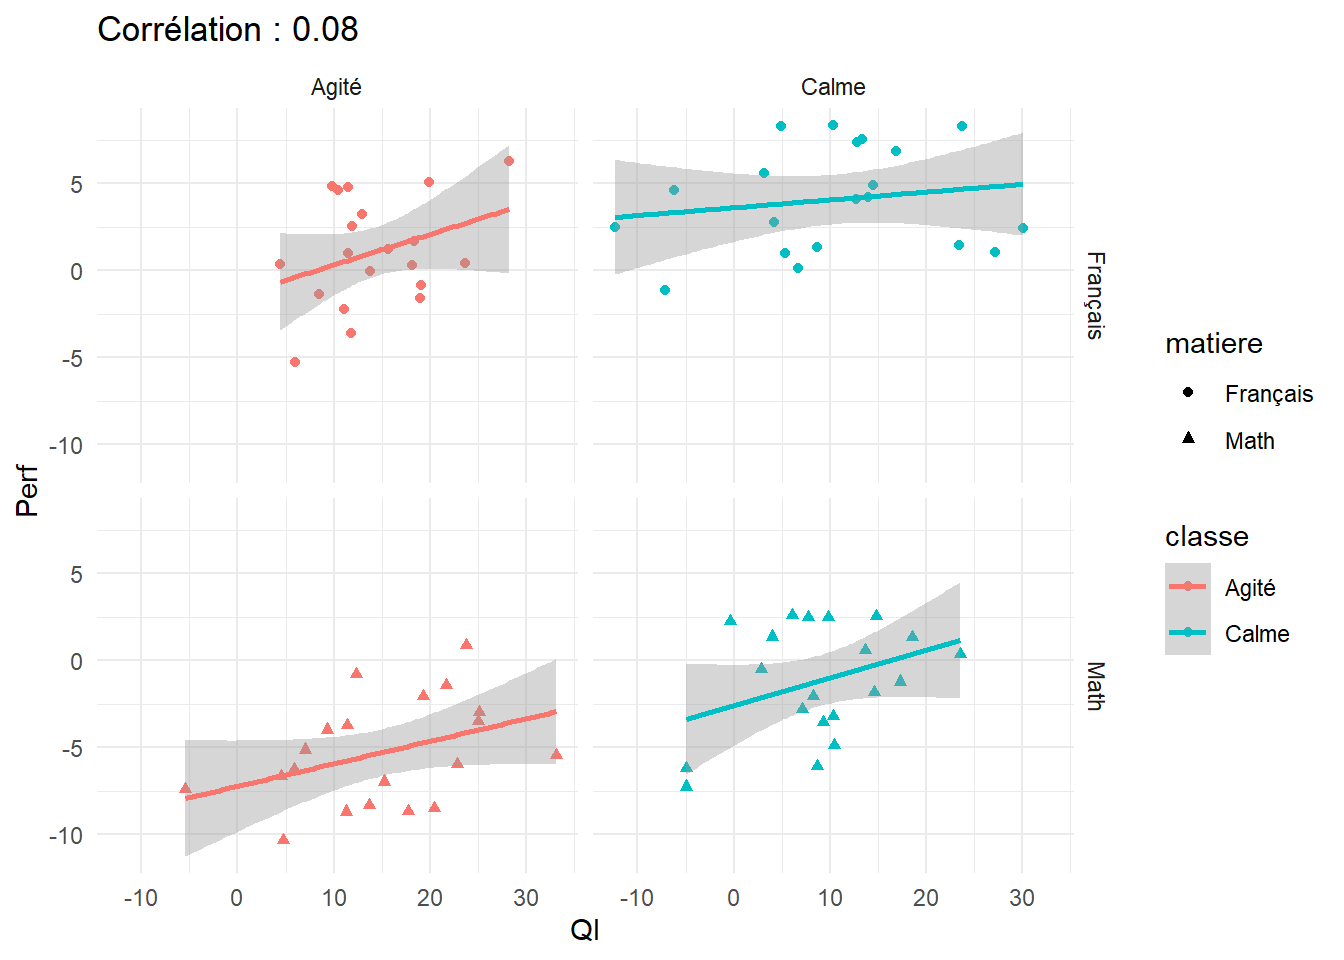 Corrélation : 0.08
Agité
Calme
5
0
-5
-10
Français
Perf
5
0
-5
-10
Math
-10 0 10 20 30 -10 0 10 20 30
QI
matiere
Français
Math
classe
Agité
Calme